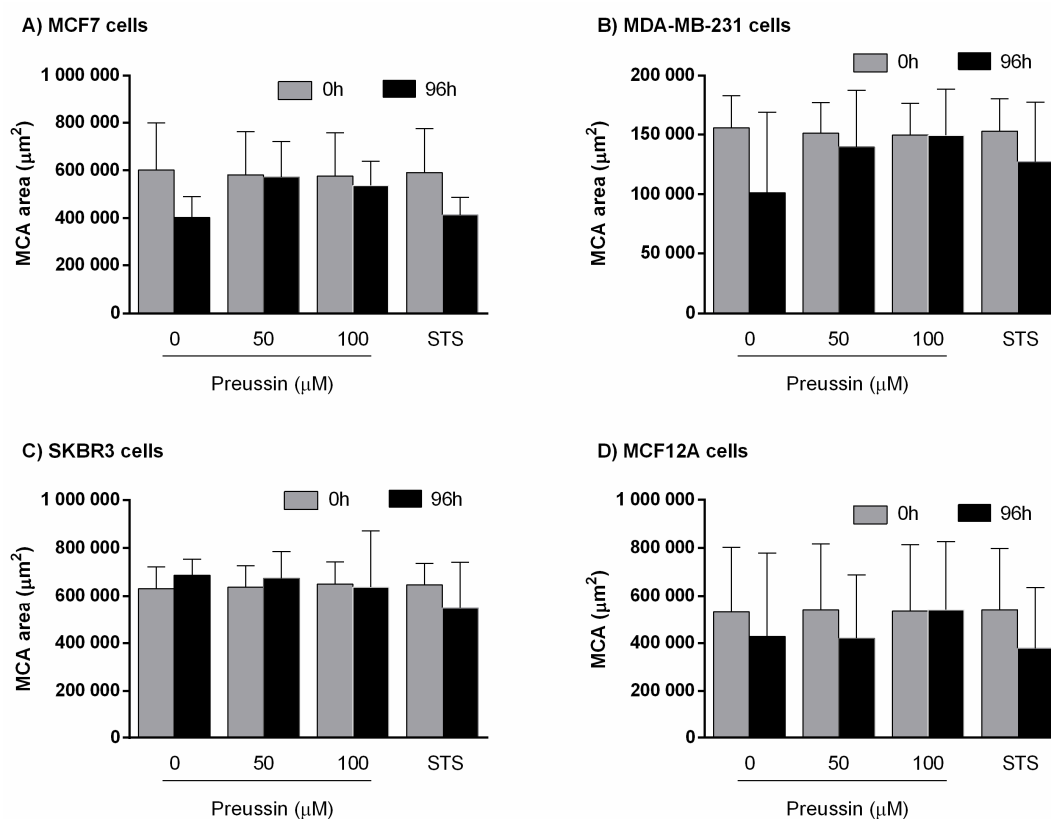 A) MCF7 cells
0h 96h
1 000 000
800 000
600 000
400 000
200 000
0
MCA area (μm²)
0 50 100 STS
Preussin (μM)
B) MDA-MB-231 cells
0h 96h
200 000
150 000
100 000
50 000
0
MCA area (μm²)
0 50 100 STS
Preussin (μM)
C) SKBR3 cells
0h 96h
1 000 000
800 000
600 000
400 000
200 000
0
MCA area (μm²)
0 50 100 STS
Preussin (μM)
D) MCF12A cells
0h 96h
1 000 000
800 000
600 000
400 000
200 000
0
MCA (μm²)
0 50 100 STS
Preussin (μM)